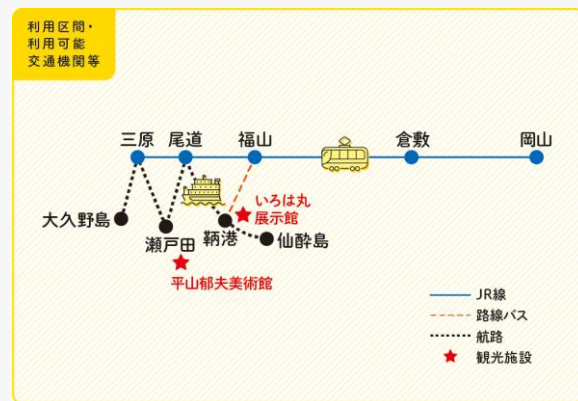 利用区間・
利用可能
交通機関等
三原
尾道
福山
倉敷
岡山
大久野島
瀬戸田
鞆港
いろは丸
展示館
仙酔島
平山郁夫美術館
JR線
路線バス
航路
観光施設